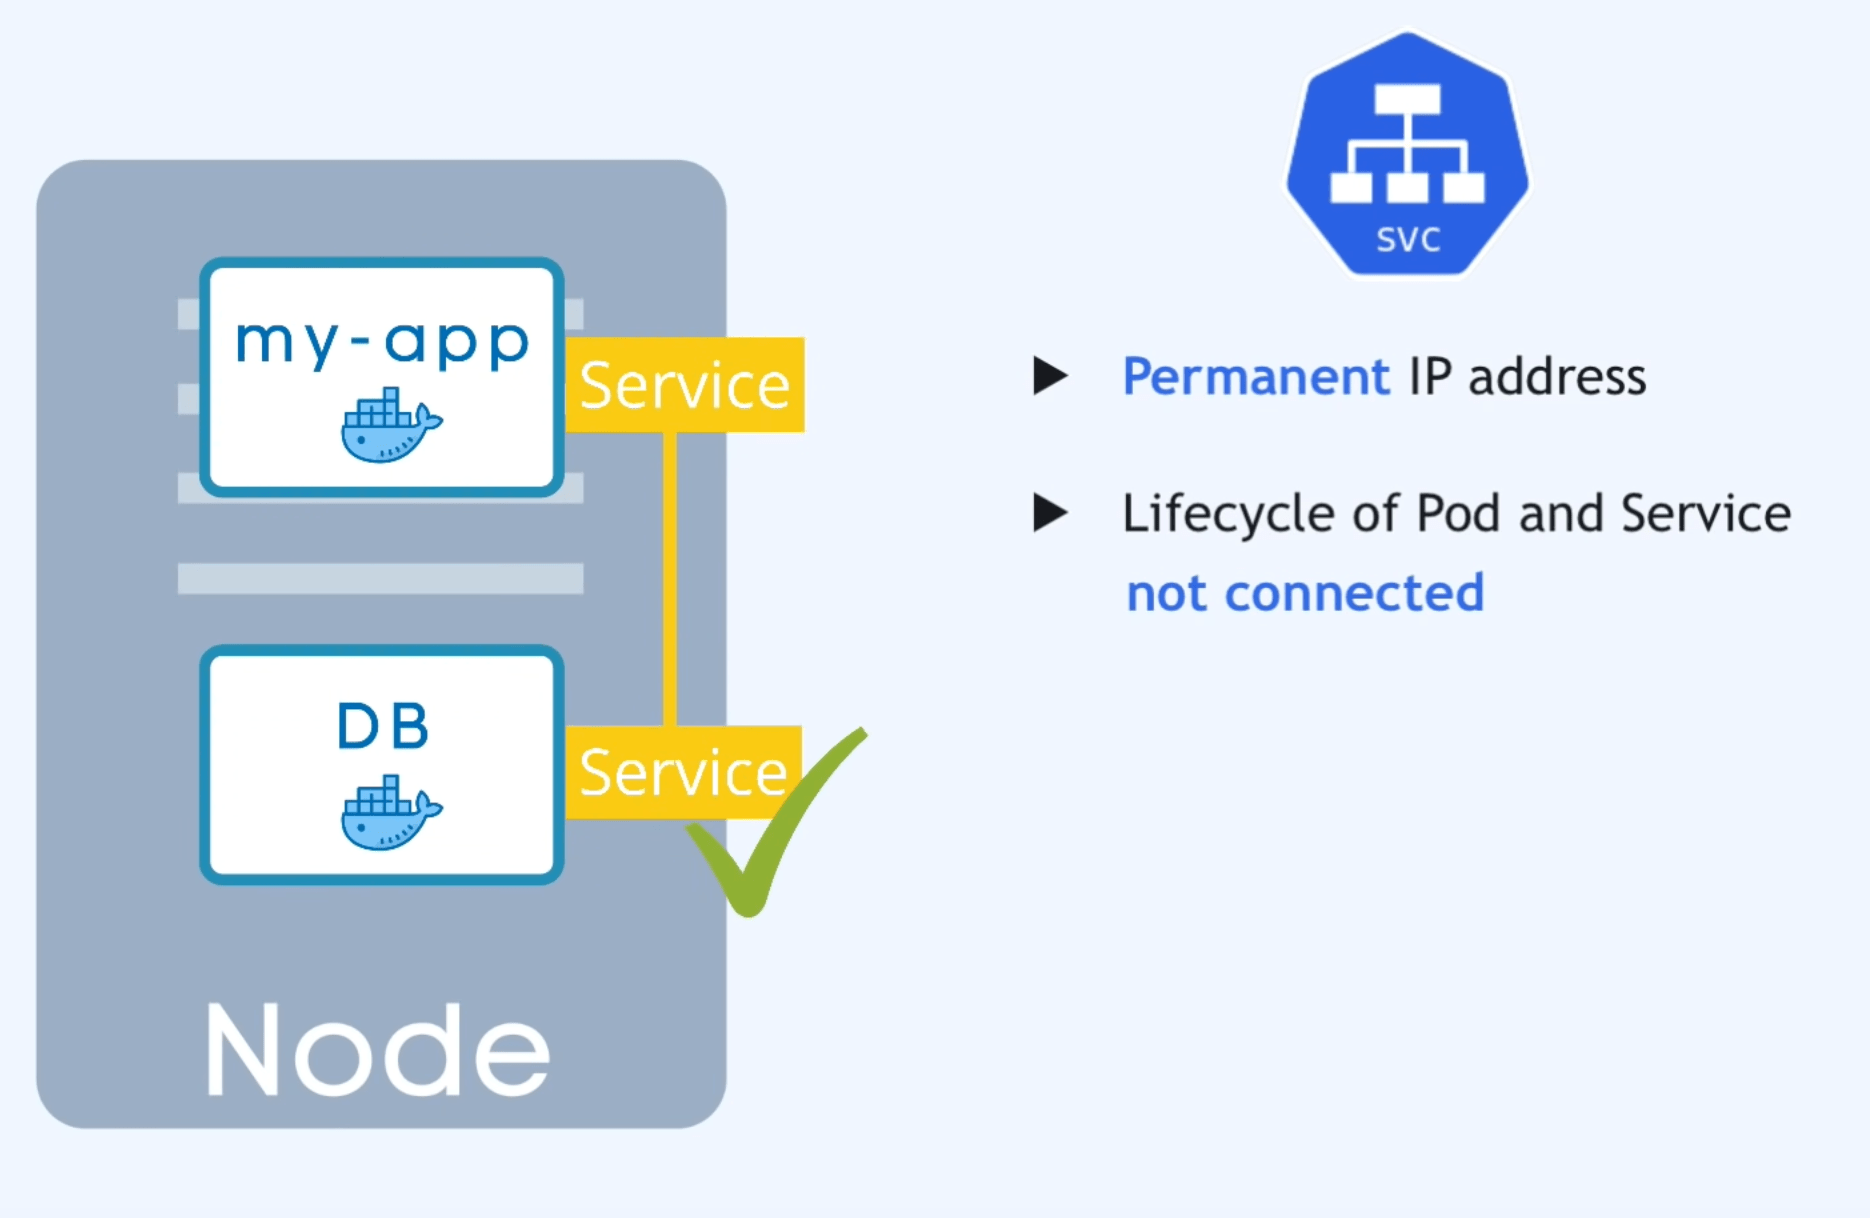 my-app
Service
DB
Service
Node
svc
Permanent IP address
Lifecycle of Pod and Service
not connected